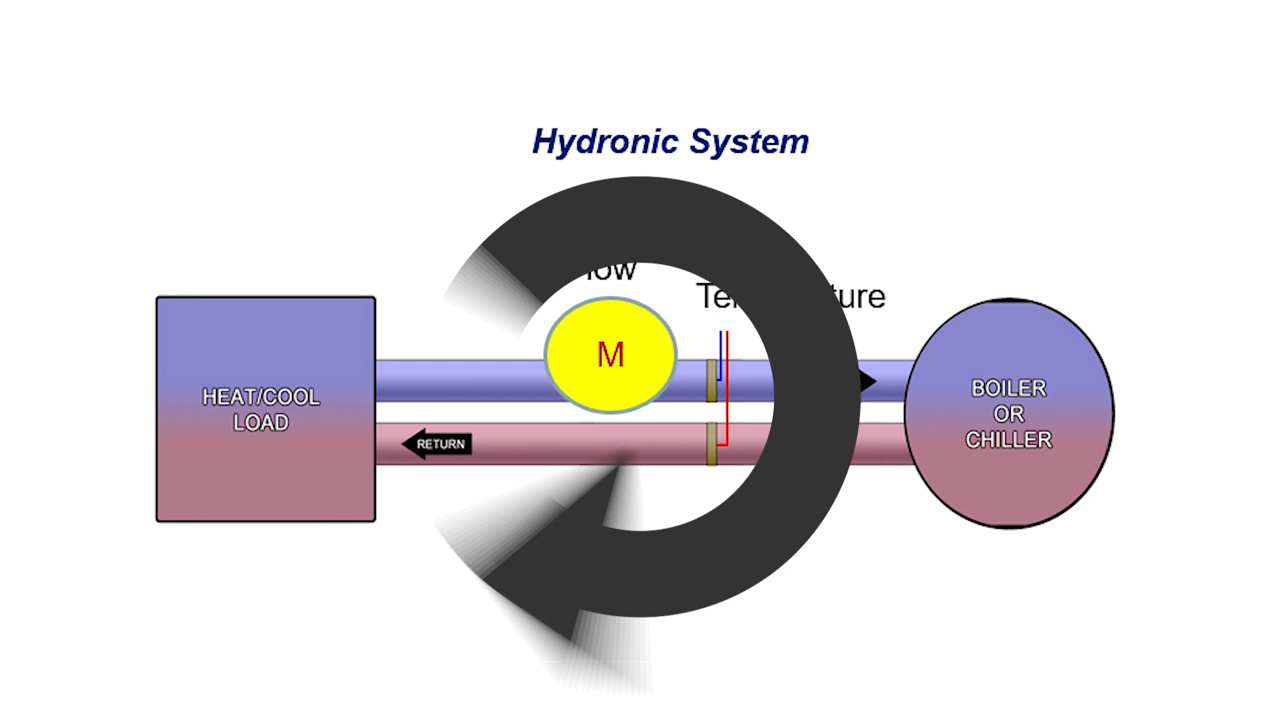 Hydronic System
M
HEAT/COOL
LOAD
RETURN
BOILER
OR
CHILLER